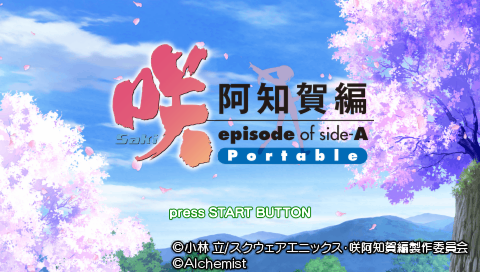 咲
Saki
阿知賀編
episode of side-A
Portable
press START BUTTON
©小林 立/スクウェアエニックス・咲阿知賀編製作委員会
©Alchemist